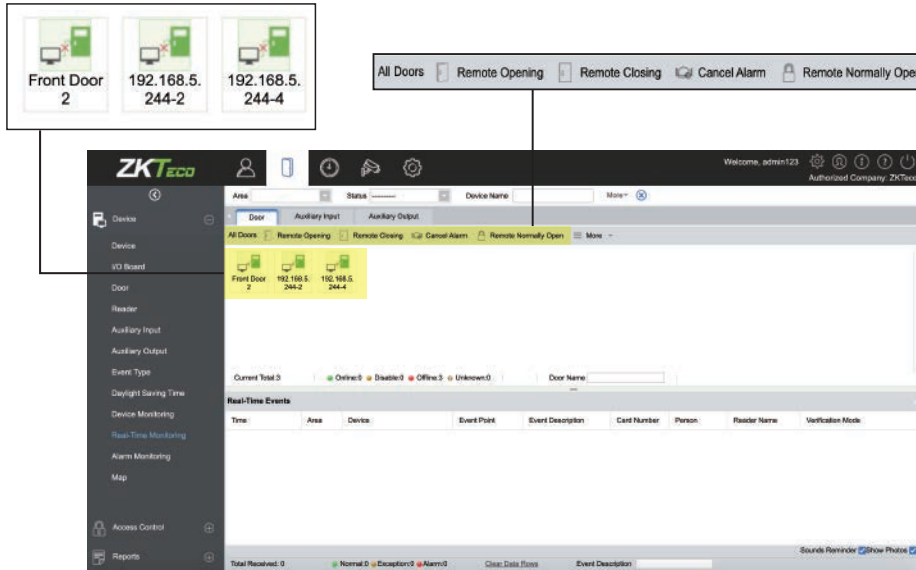 Front Door 2
192.168.5.244-2
192.168.5.244-4
All Doors Remote Opening Remote Closing Cancel Alarm Remote Normally Open
ZKTeco
Welcome, admin123
Authorized Company: ZKTeco
Area Status --------- Device Name More
Device
Door Auxiliary Input Auxiliary Output
All Doors Remote Opening Remote Closing Cancel Alarm Remote Normally Open More
Device
I/O Board
Door
Reader
Auxiliary Input
Auxiliary Output
Event Type
Daylight Saving Time
Device Monitoring
Real-Time Monitoring
Alarm Monitoring
Map
Access Control
Reports
Front Door 2
192.168.5.244-2
192.168.5.244-4
Current Total:3 Online:0 Disable:0 Offline:3 Unknown:0 Door Name
Real-Time Events
Time Area Device Event Point Event Description Card Number Person Reader Name Verification Mode
Sounds Reminder Show Photos
Total Received: 0 Normal:0 Exception:0 Alarm:0 Clear Data Rows Event Description